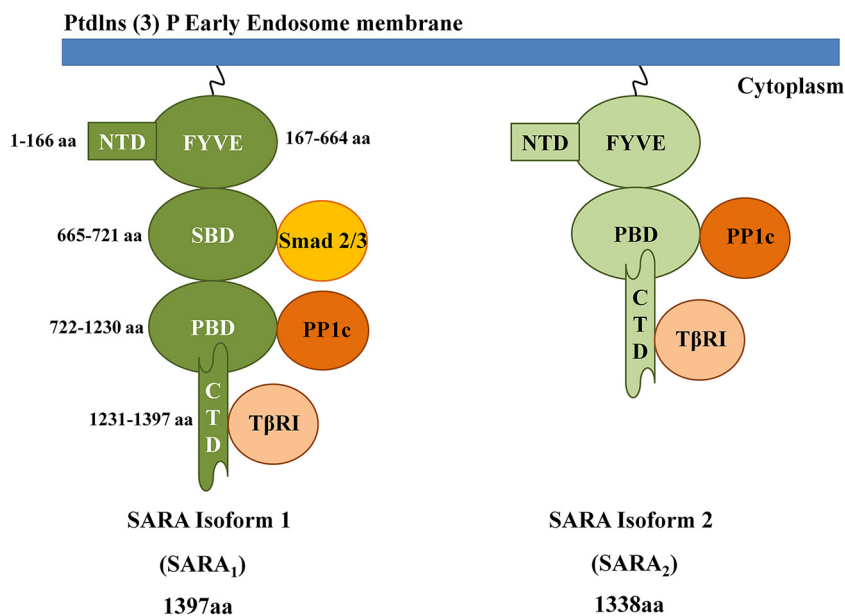 PtdIns (3) P Early Endosome membrane
Cytoplasm
1-166 aa
NTD
FYVE
167-664 aa
665-721 aa
SBD
Smad 2/3
722-1230 aa
PBD
PP1c
1231-1397 aa
C
T
D
TβRI
SARA Isoform 1
(SARA₁)
1397aa
NTD
FYVE
PBD
PP1c
C
T
D
TβRI
SARA Isoform 2
(SARA₂)
1338aa